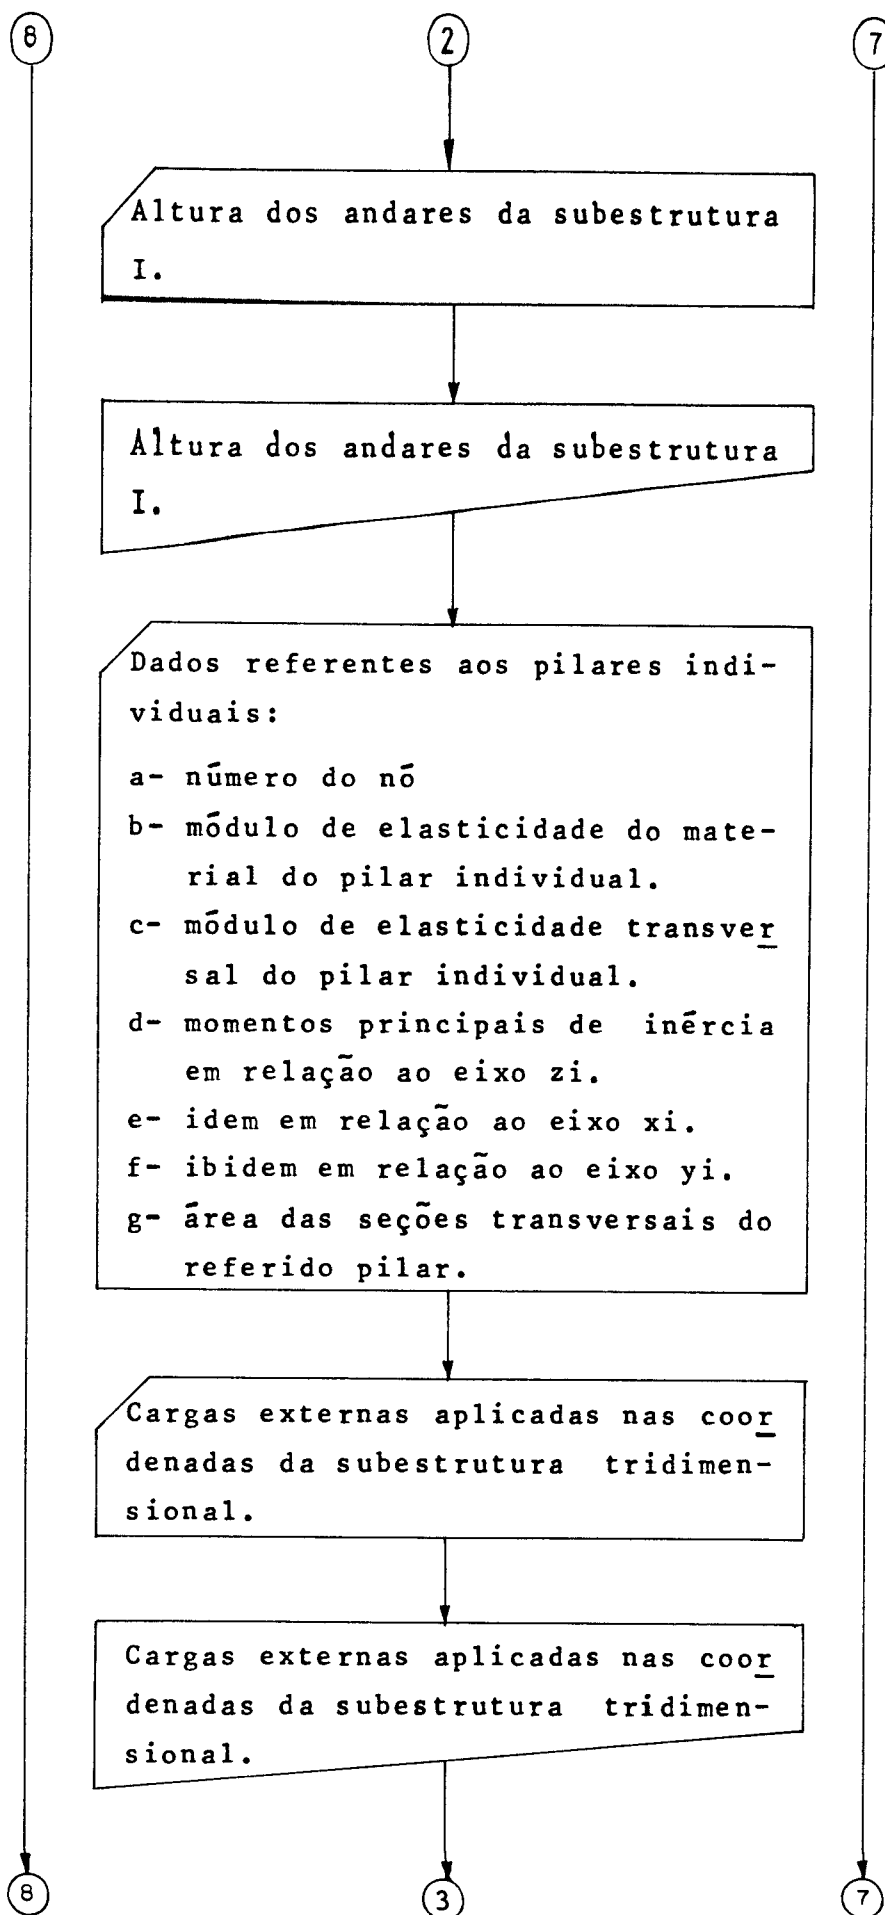 8 2 7
Altura dos andares da subestrutura
I.
Altura dos andares da subestrutura
I.
Dados referentes aos pilares indi-
viduais:
a- número do nó
b- módulo de elasticidade do mate-
rial do pilar individual.
c- módulo de elasticidade transver
sal do pilar individual.
d- momentos principais de inércia
em relação ao eixo zi.
e- idem em relação ao eixo xi.
f- ibidem em relação ao eixo yi.
g- área das seções transversais do
referido pilar.
Cargas externas aplicadas nas coor
denadas da subestrutura tridimen-
sional.
Cargas externas aplicadas nas coor
denadas da subestrutura tridimen-
sional.
8 3 7